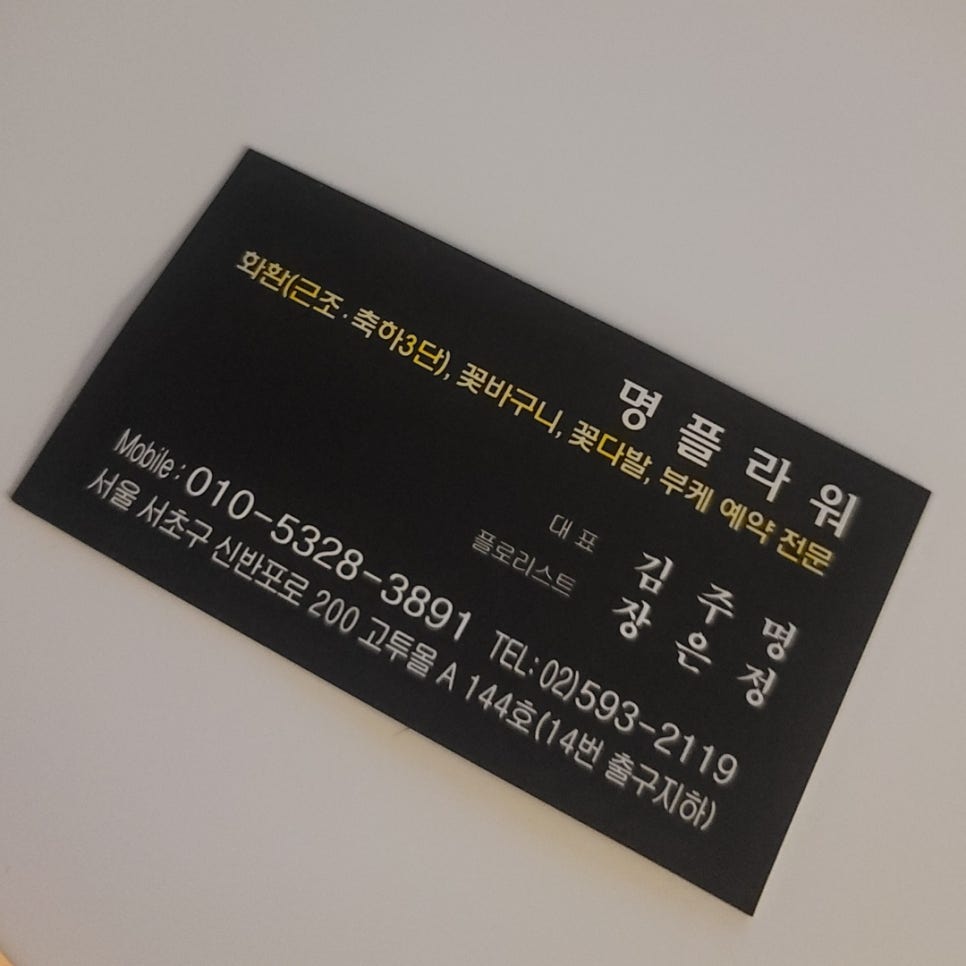 명 플 라 워
화환(근조·축하3단), 꽃바구니, 꽃다발, 부케 예약 전문
대 표 김 주 명
플로리스트 장 은 정
Mobile : 010-5328-3891 TEL : 02)593-2119
서울 서초구 신반포로 200 고투몰 A 144호(14번 출구지하)